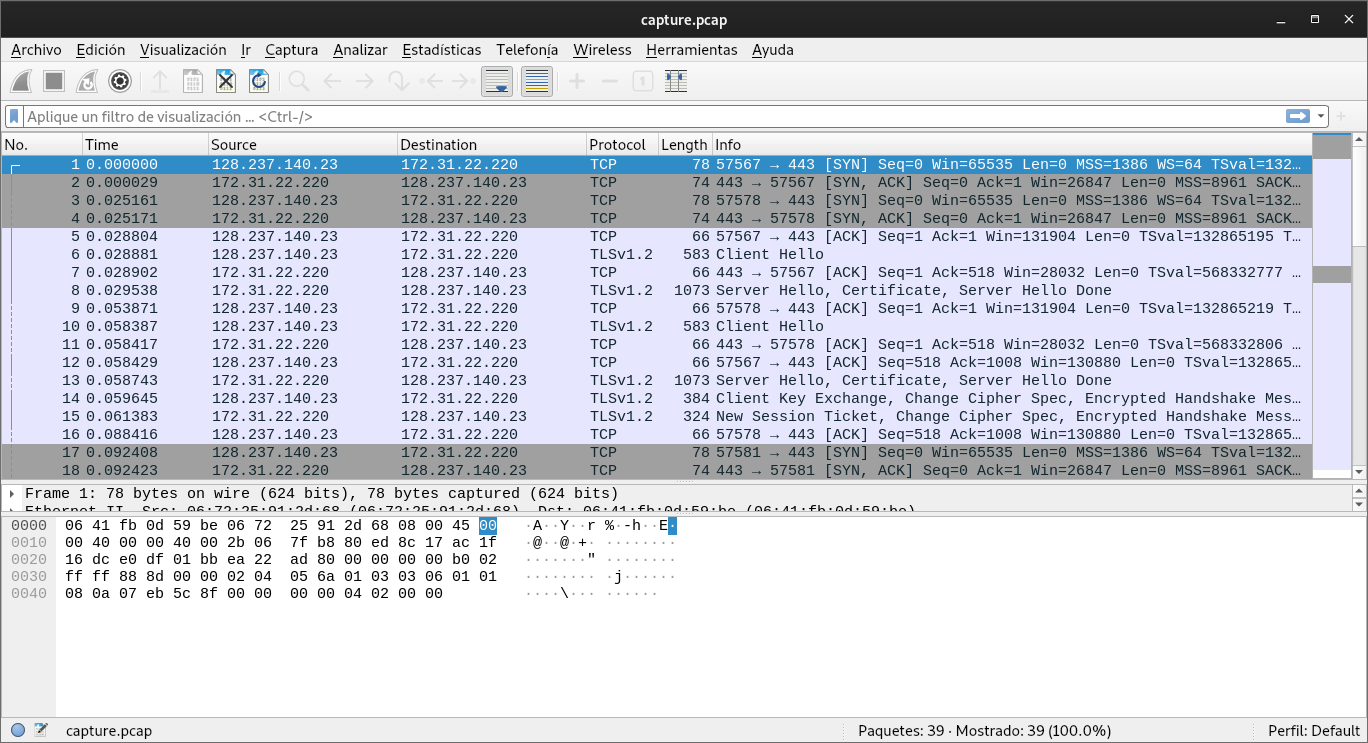 capture.pcap
Archivo Edición Visualización Ir Captura Analizar Estadísticas Telefonía Wireless Herramientas Ayuda
Aplique un filtro de visualización ... <Ctrl-/>
No. Time Source Destination Protocol Length Info
1 0.000000 128.237.140.23 172.31.22.220 TCP 78 57567 → 443 [SYN] Seq=0 Win=65535 Len=0 MSS=1386 WS=64 TSval=132…
2 0.000029 172.31.22.220 128.237.140.23 TCP 74 443 → 57567 [SYN, ACK] Seq=0 Ack=1 Win=26847 Len=0 MSS=8961 SACK…
3 0.025161 128.237.140.23 172.31.22.220 TCP 78 57578 → 443 [SYN] Seq=0 Win=65535 Len=0 MSS=1386 WS=64 TSval=132…
4 0.025171 172.31.22.220 128.237.140.23 TCP 74 443 → 57578 [SYN, ACK] Seq=0 Ack=1 Win=26847 Len=0 MSS=8961 SACK…
5 0.028804 128.237.140.23 172.31.22.220 TCP 66 57567 → 443 [ACK] Seq=1 Ack=1 Win=131904 Len=0 TSval=132865195 T…
6 0.028881 128.237.140.23 172.31.22.220 TLSv1.2 583 Client Hello
7 0.028902 172.31.22.220 128.237.140.23 TCP 66 443 → 57567 [ACK] Seq=1 Ack=518 Win=28032 Len=0 TSval=568332777 …
8 0.029538 172.31.22.220 128.237.140.23 TLSv1.2 1073 Server Hello, Certificate, Server Hello Done
9 0.053871 128.237.140.23 172.31.22.220 TCP 66 57578 → 443 [ACK] Seq=1 Ack=1 Win=131904 Len=0 TSval=132865219 T…
10 0.058387 128.237.140.23 172.31.22.220 TLSv1.2 583 Client Hello
11 0.058417 172.31.22.220 128.237.140.23 TCP 66 443 → 57578 [ACK] Seq=1 Ack=518 Win=28032 Len=0 TSval=568332806 …
12 0.058429 128.237.140.23 172.31.22.220 TCP 66 57567 → 443 [ACK] Seq=518 Ack=1008 Win=130880 Len=0 TSval=132865…
13 0.058743 172.31.22.220 128.237.140.23 TLSv1.2 1073 Server Hello, Certificate, Server Hello Done
14 0.059645 128.237.140.23 172.31.22.220 TLSv1.2 384 Client Key Exchange, Change Cipher Spec, Encrypted Handshake Mes…
15 0.061383 172.31.22.220 128.237.140.23 TLSv1.2 324 New Session Ticket, Change Cipher Spec, Encrypted Handshake Mess…
16 0.088416 128.237.140.23 172.31.22.220 TCP 66 57578 → 443 [ACK] Seq=518 Ack=1008 Win=130880 Len=0 TSval=132865…
17 0.092408 128.237.140.23 172.31.22.220 TCP 78 57581 → 443 [SYN] Seq=0 Win=65535 Len=0 MSS=1386 WS=64 TSval=132…
18 0.092423 172.31.22.220 128.237.140.23 TCP 74 443 → 57581 [SYN, ACK] Seq=0 Ack=1 Win=26847 Len=0 MSS=8961 SACK…
Frame 1: 78 bytes on wire (624 bits), 78 bytes captured (624 bits)
Ethernet II, Src: 06:72:25:91:2d:68 (06:72:25:91:2d:68), Dst: 06:41:fb:0d:59:be (06:41:fb:0d:59:be)
0000 06 41 fb 0d 59 be 06 72 25 91 2d 68 08 00 45 00 ·A··Y··r %·-h··E·
0010 00 40 00 00 40 00 2b 06 7f b8 80 ed 8c 17 ac 1f ·@··@·+· ········
0020 16 dc e0 df 01 bb ea 22 ad 80 00 00 00 00 b0 02 ·······" ········
0030 ff ff 88 8d 00 00 02 04 05 6a 01 03 03 06 01 01 ········ ·j······
0040 08 0a 07 eb 5c 8f 00 00 00 00 04 02 00 00 ····\··· ······
capture.pcap Paquetes: 39 · Mostrado: 39 (100.0%) Perfil: Default